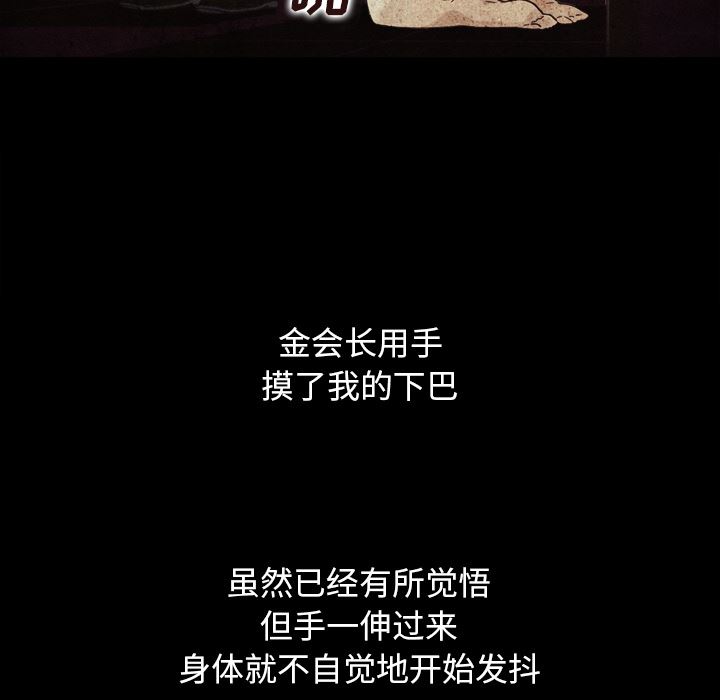 金会长用手
摸了我的下巴
虽然已经有所觉悟
但手一伸过来
身体就不自觉地开始发抖